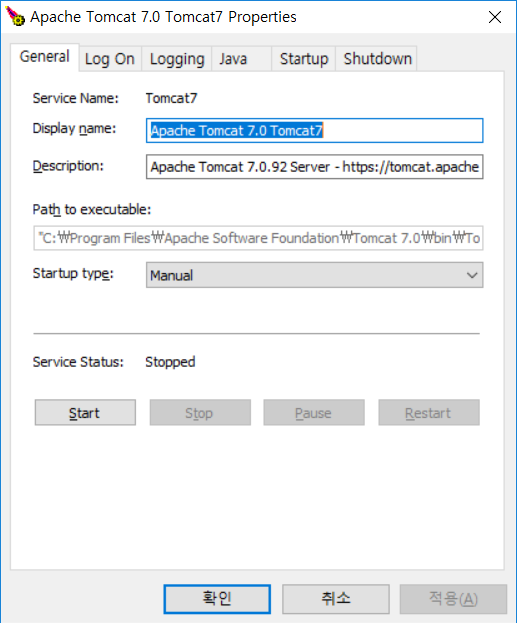 Apache Tomcat 7.0 Tomcat7 Properties
General Log On Logging Java Startup Shutdown
Service Name: Tomcat7
Display name: Apache Tomcat 7.0 Tomcat7
Description: Apache Tomcat 7.0.92 Server - https://tomcat.apache
Path to executable:
"C:₩Program Files₩Apache Software Foundation₩Tomcat 7.0₩bin₩To
Startup type: Manual
Service Status: Stopped
Start Stop Pause Restart
확인 취소 적용(A)